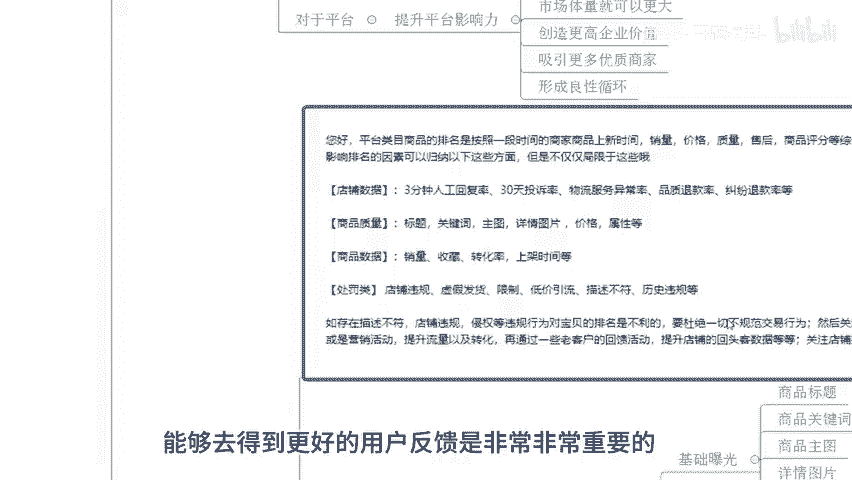 市场体量就可以更大
对于平台 提升平台影响力
创造更高企业价值
bilibili
吸引更多优质商家
形成良性循环
您好，平台类目商品的排名是按照一段时间的商家商品上新时间，销量，价格，质量，售后，商品评分等综
影响排名的因素可以归纳以下这些方面，但是不仅仅局限于这些哦
【店铺数据】：3分钟人工回复率、30天投诉率、物流服务异常率、品质退款率、纠纷退款率等
【商品质量】：标题，关键词，主图，详情图片，价格，属性等
【商品数据】：销量、收藏、转化率，上架时间等
【处罚类】 店铺违规、虚假发货、限制、低价引流、描述不符、历史违规等
如存在描述不符，店铺违规，侵权等违规行为对宝贝的排名是不利的，要杜绝一切不规范交易行为；然后关
或是营销活动，提升流量以及转化，再通过一些老客户的回馈活动，提升店铺的回头客数据等等；关注店铺
商品标题
商品关键词
能够去得到更好的用户反馈是非常非常重要的
商品主图
基础曝光
详情图片